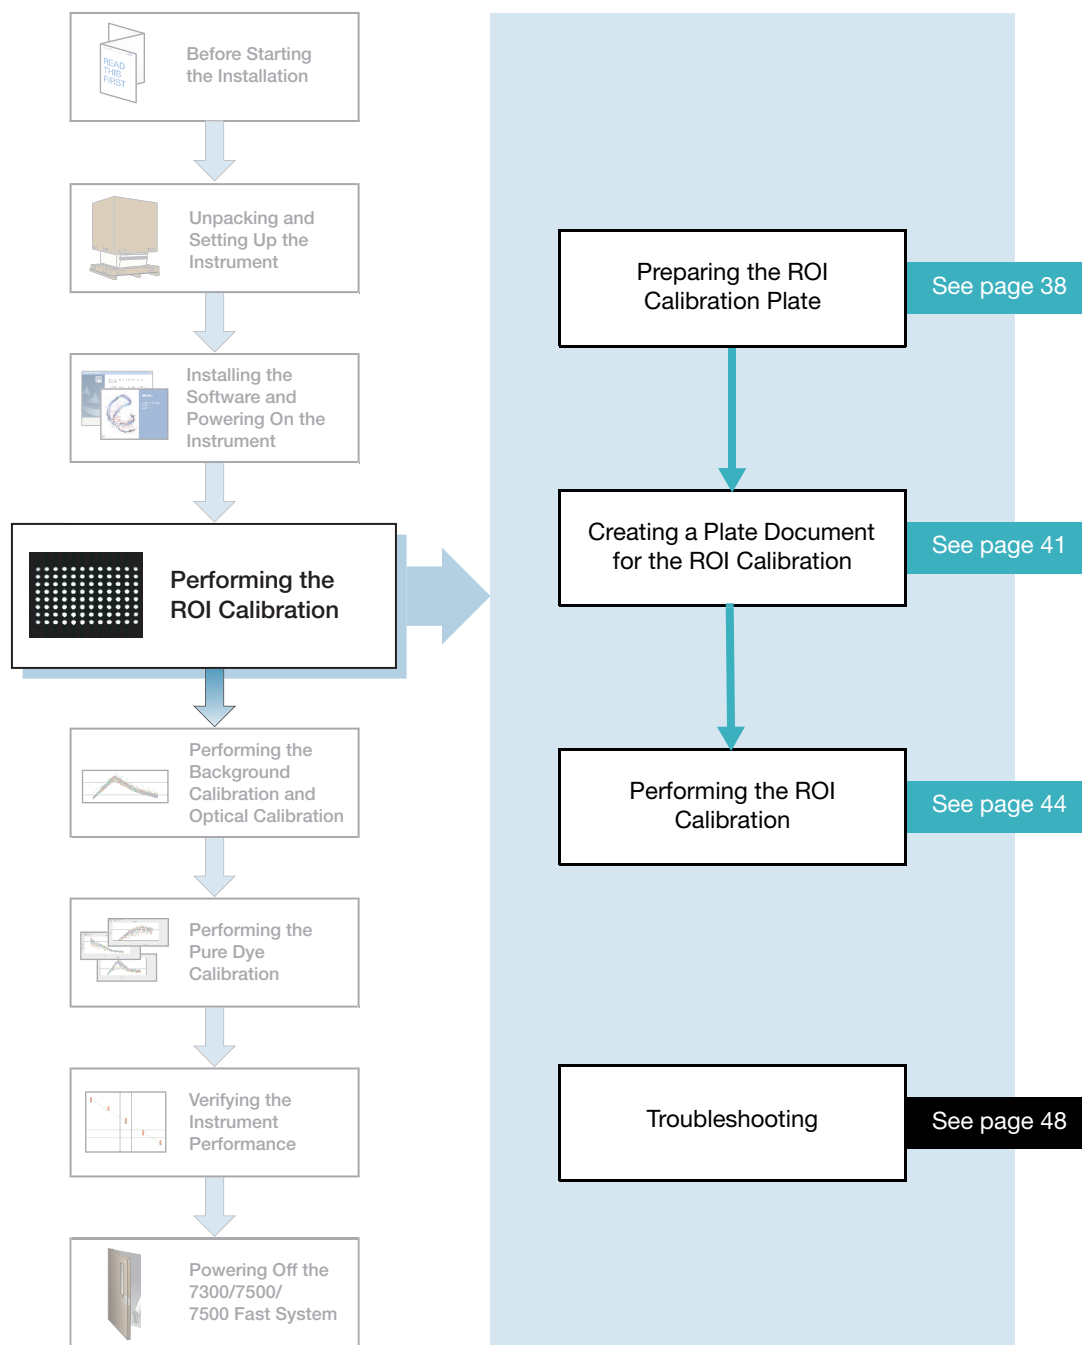 READ
THIS
FIRST
Before Starting
the Installation
Unpacking and
Setting Up the
Instrument
Installing the
Software and
Powering On the
Instrument
Performing the
ROI Calibration
Performing the
Background
Calibration and
Optical Calibration
Performing the
Pure Dye
Calibration
Verifying the
Instrument
Performance
Powering Off the
7300/7500/
7500 Fast System
Preparing the ROI
Calibration Plate
See page 38
Creating a Plate Document
for the ROI Calibration
See page 41
Performing the ROI
Calibration
See page 44
Troubleshooting
See page 48